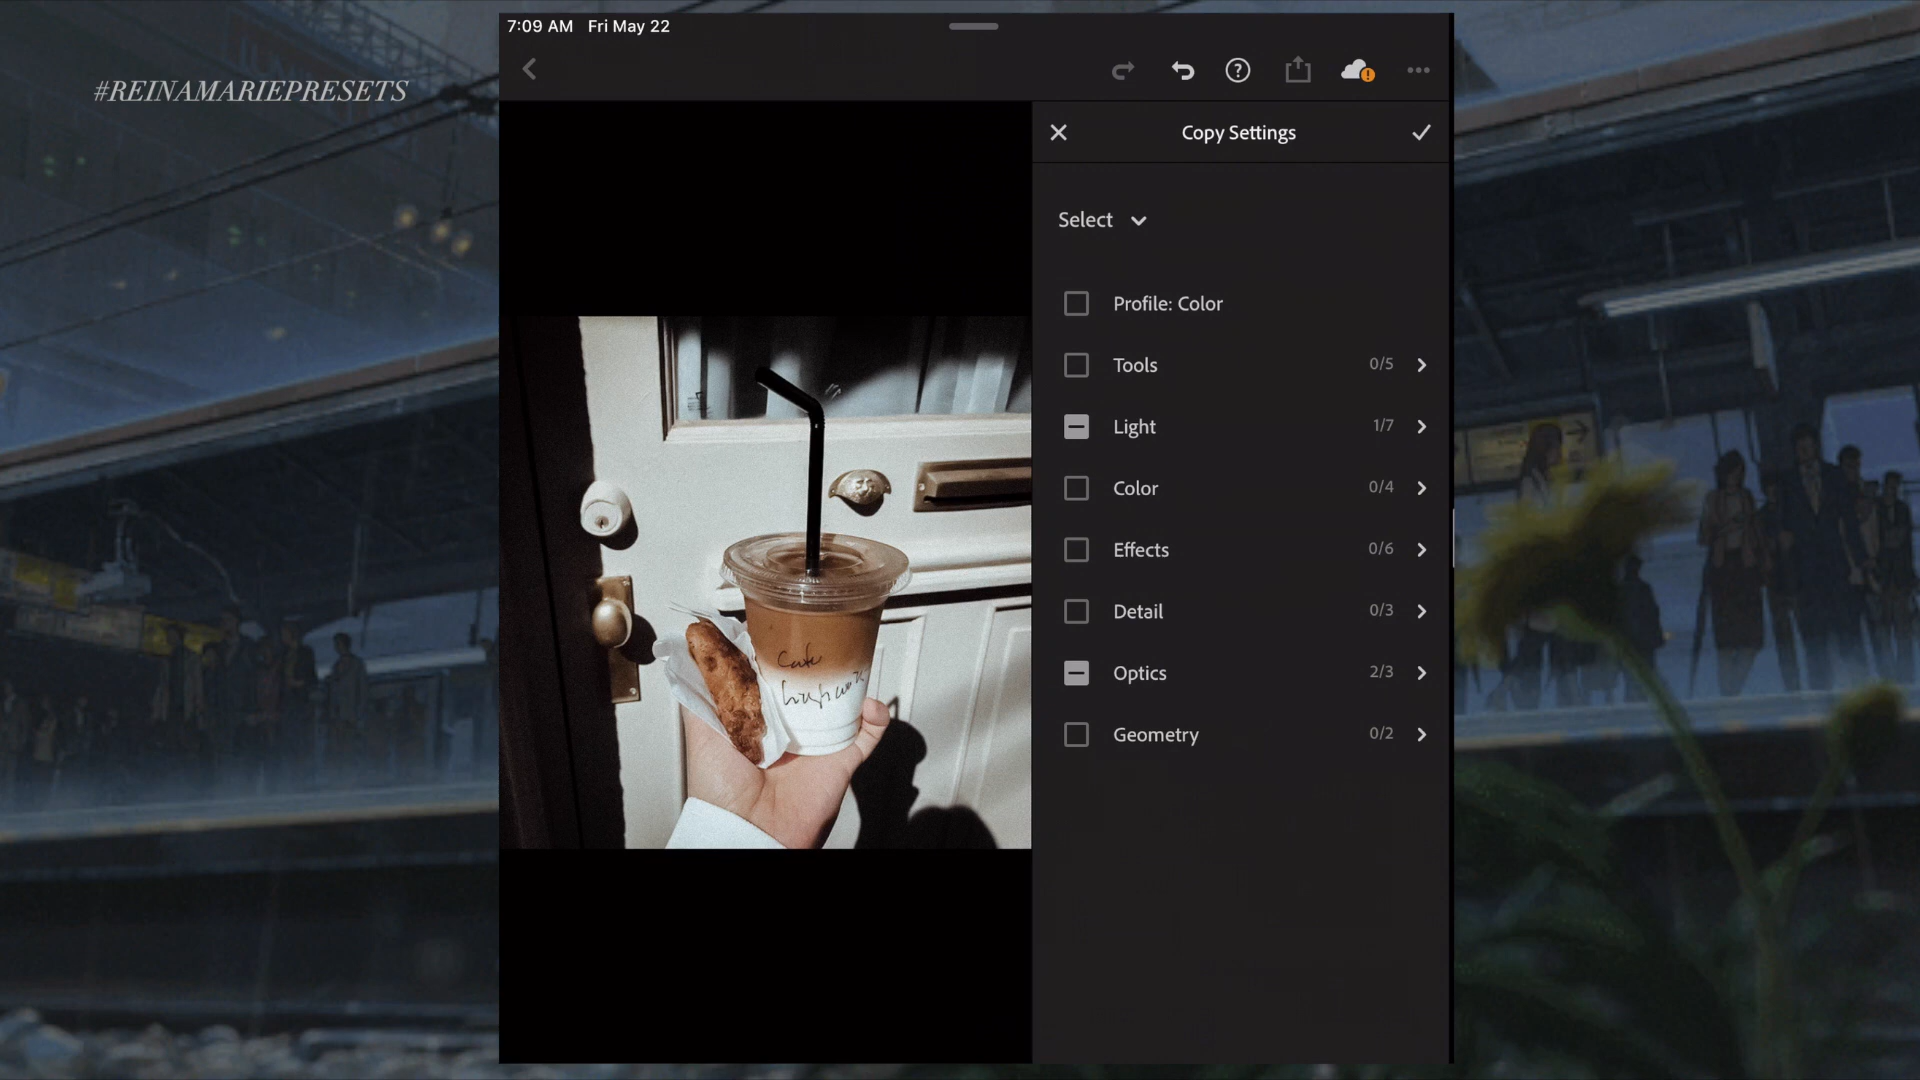 7:09 AM Fri May 22
#REINAMARIEPRESETS
Copy Settings
Select
Profile: Color
Tools 0/5
Light 1/7
Color 0/4
Effects 0/6
Detail 0/3
Optics 2/3
Geometry 0/2